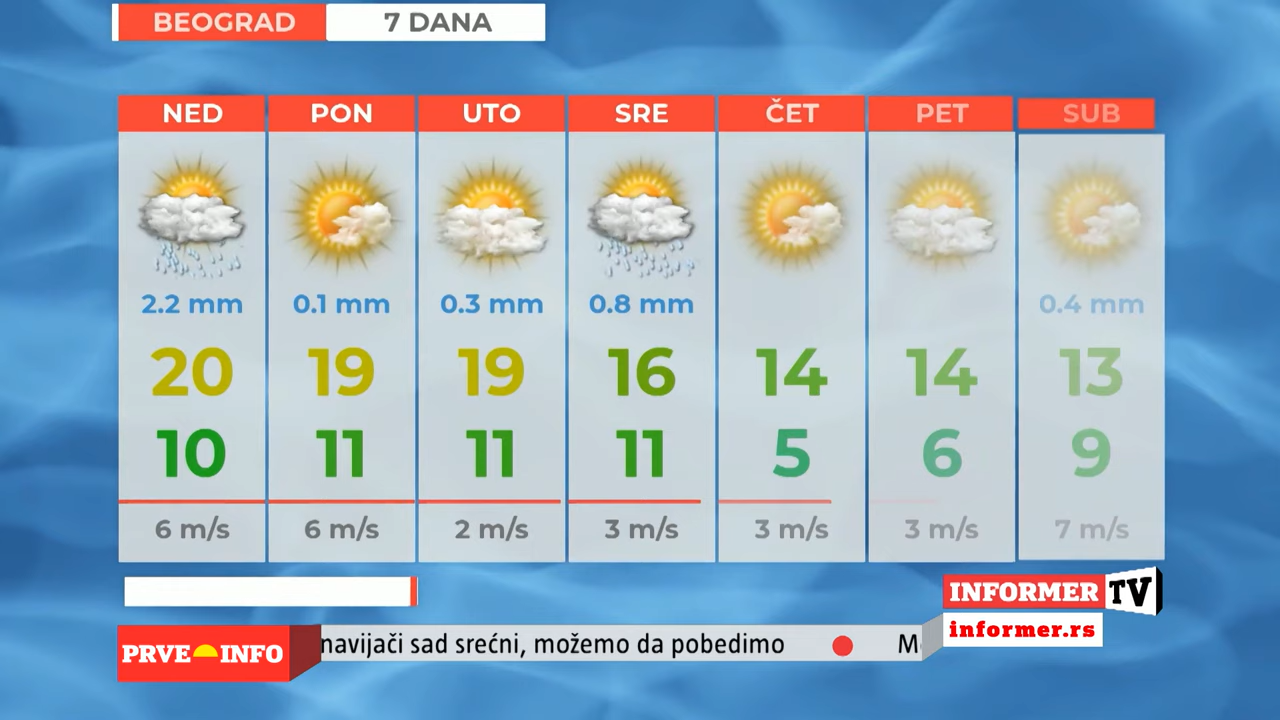 BEOGRAD 7 DANA
NED PON UTO SRE ČET PET SUB
2.2 mm 0.1 mm 0.3 mm 0.8 mm 0.4 mm
20 19 19 16 14 14 13
10 11 11 11 5 6 9
6 m/s 6 m/s 2 m/s 3 m/s 3 m/s 3 m/s 7 m/s
INFORMER TV
informer.rs
PRVE INFO
navijači sad srećni, možemo da pobedimo